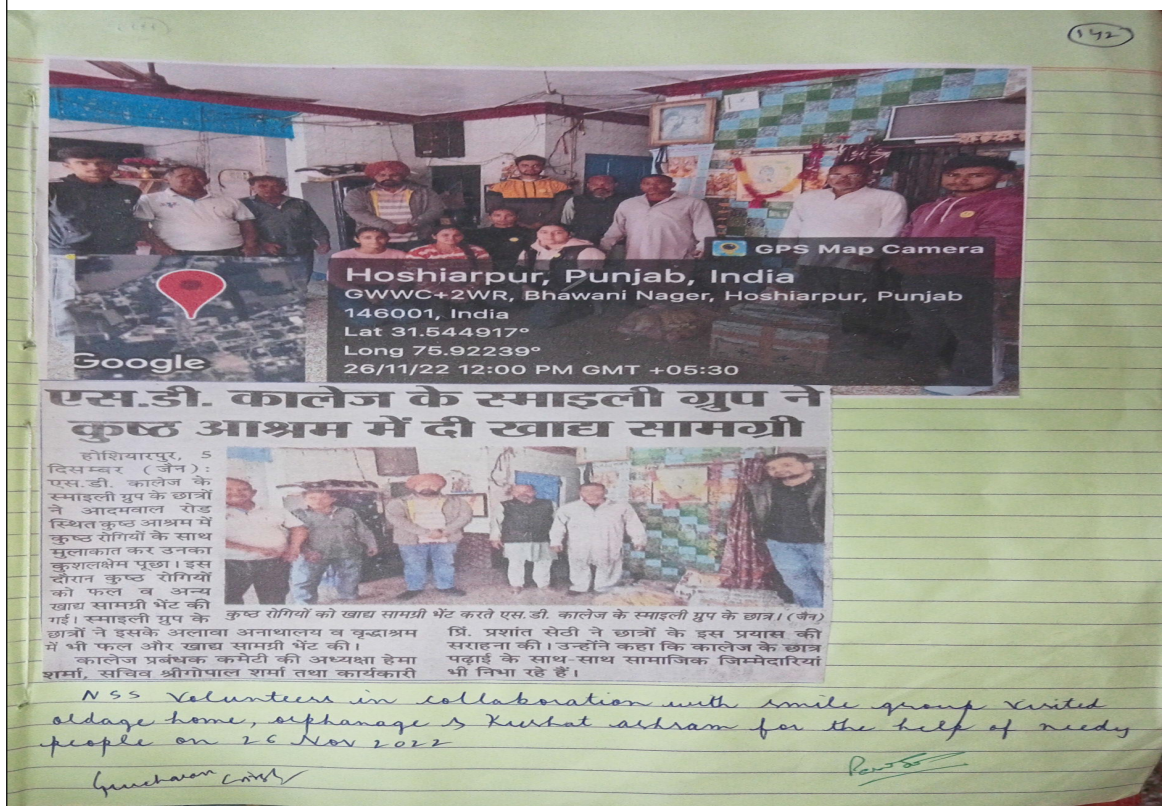 142
GPS Map Camera
Hoshiarpur, Punjab, India
GWWC+2WR, Bhawani Nager, Hoshiarpur, Punjab
146001, India
Lat 31.544917°
Long 75.92239°
26/11/22 12:00 PM GMT +05:30
Google
एस.डी. कालेज के स्माइली ग्रुप ने
कुष्ठ आश्रम में दी खाद्य सामग्री
होशियारपुर, 5
दिसम्बर (जैन):
एस.डी. कालेज के
स्माइली ग्रुप के छात्रों
ने आदमवाल रोड
स्थित कुष्ठ आश्रम में
कुष्ठ रोगियों के साथ
मुलाकात कर उनका
कुशलक्षेम पूछा। इस
दौरान कुष्ठ रोगियों
को फल व अन्य
खाद्य सामग्री भेंट की
गई। स्माइली ग्रुप के
छात्रों ने इसके अलावा अनाथालय व वृद्धाश्रम
में भी फल और खाद्य सामग्री भेंट की।
कालेज प्रबंधक कमेटी की अध्यक्षा हेमा
शर्मा, सचिव श्रीगोपाल शर्मा तथा कार्यकारी
कुष्ठ रोगियों को खाद्य सामग्री भेंट करते एस.डी. कालेज के स्माइली ग्रुप के छात्र। (जैन)
प्रिं. प्रशांत सेठी ने छात्रों के इस प्रयास की
सराहना की। उन्होंने कहा कि कालेज के छात्र
पढ़ाई के साथ-साथ सामाजिक जिम्मेदारियां
भी निभा रहे हैं।
NSS Volunteers in collaboration with smile group visited
oldage home, orphanage & Kushat ashram for the help of needy
people on 26 Nov 2022
Gurcharan Singh